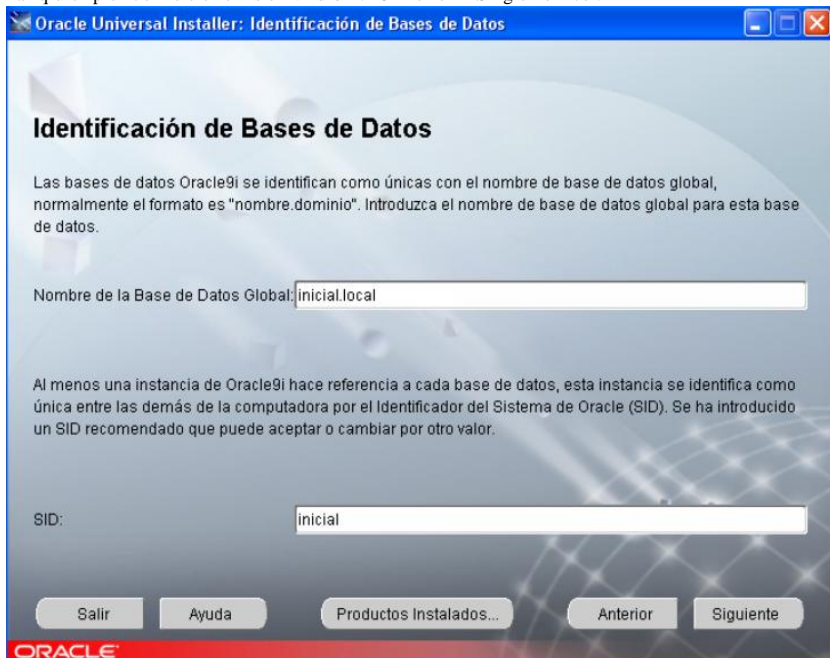 Oracle Universal Installer: Identificación de Bases de Datos
Identificación de Bases de Datos
Las bases de datos Oracle9i se identifican como únicas con el nombre de base de datos global,
normalmente el formato es "nombre.dominio". Introduzca el nombre de base de datos global para esta base
de datos.
Nombre de la Base de Datos Global: inicial.local
Al menos una instancia de Oracle9i hace referencia a cada base de datos, esta instancia se identifica como
única entre las demás de la computadora por el Identificador del Sistema de Oracle (SID). Se ha introducido
un SID recomendado que puede aceptar o cambiar por otro valor.
SID: inicial
Salir Ayuda Productos Instalados... Anterior Siguiente
ORACLE